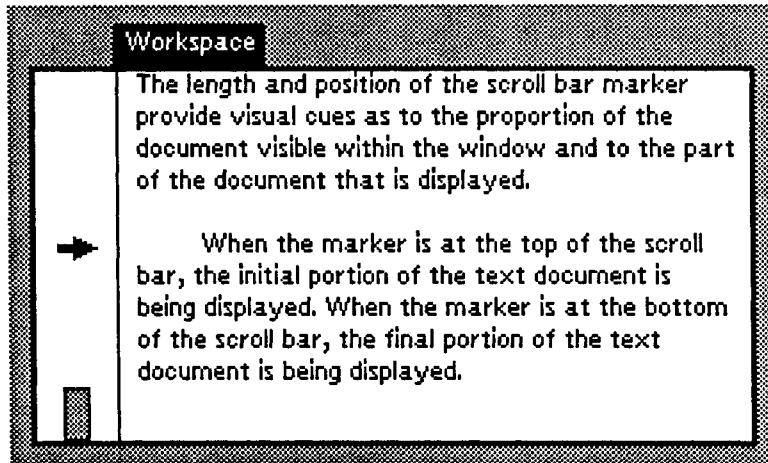 Workspace
The length and position of the scroll bar marker
provide visual cues as to the proportion of the
document visible within the window and to the part
of the document that is displayed.
When the marker is at the top of the scroll
bar, the initial portion of the text document is
being displayed. When the marker is at the bottom
of the scroll bar, the final portion of the text
document is being displayed.